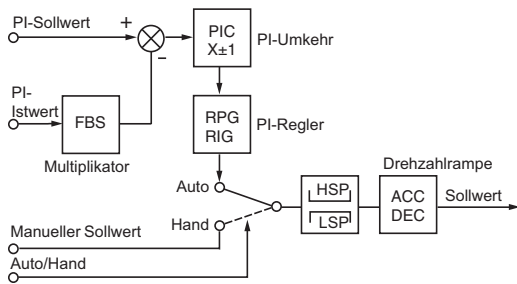 PI-Sollwert
+
–
PIC
X±1
PI-Umkehr
PI-
Istwert
FBS
Multiplikator
RPG
RIG
PI-Regler
Auto
Hand
Manueller Sollwert
Auto/Hand
HSP
LSP
Drehzahlrampe
ACC
DEC
Sollwert